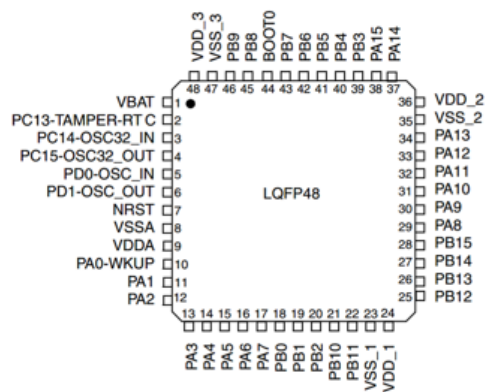 VDD_3
VSS_3
PB9
PB8
BOOT0
PB7
PB6
PB5
PB4
PB3
PA15
PA14
48 47 46 45 44 43 42 41 40 39 38 37
VBAT 1
PC13-TAMPER-RTC 2
PC14-OSC32_IN 3
PC15-OSC32_OUT 4
PD0-OSC_IN 5
PD1-OSC_OUT 6
NRST 7
VSSA 8
VDDA 9
PA0-WKUP 10
PA1 11
PA2 12
LQFP48
36 VDD_2
35 VSS_2
34 PA13
33 PA12
32 PA11
31 PA10
30 PA9
29 PA8
28 PB15
27 PB14
26 PB13
25 PB12
13 14 15 16 17 18 19 20 21 22 23 24
PA3
PA4
PA5
PA6
PA7
PB0
PB1
PB2
PB10
PB11
VSS_1
VDD_1